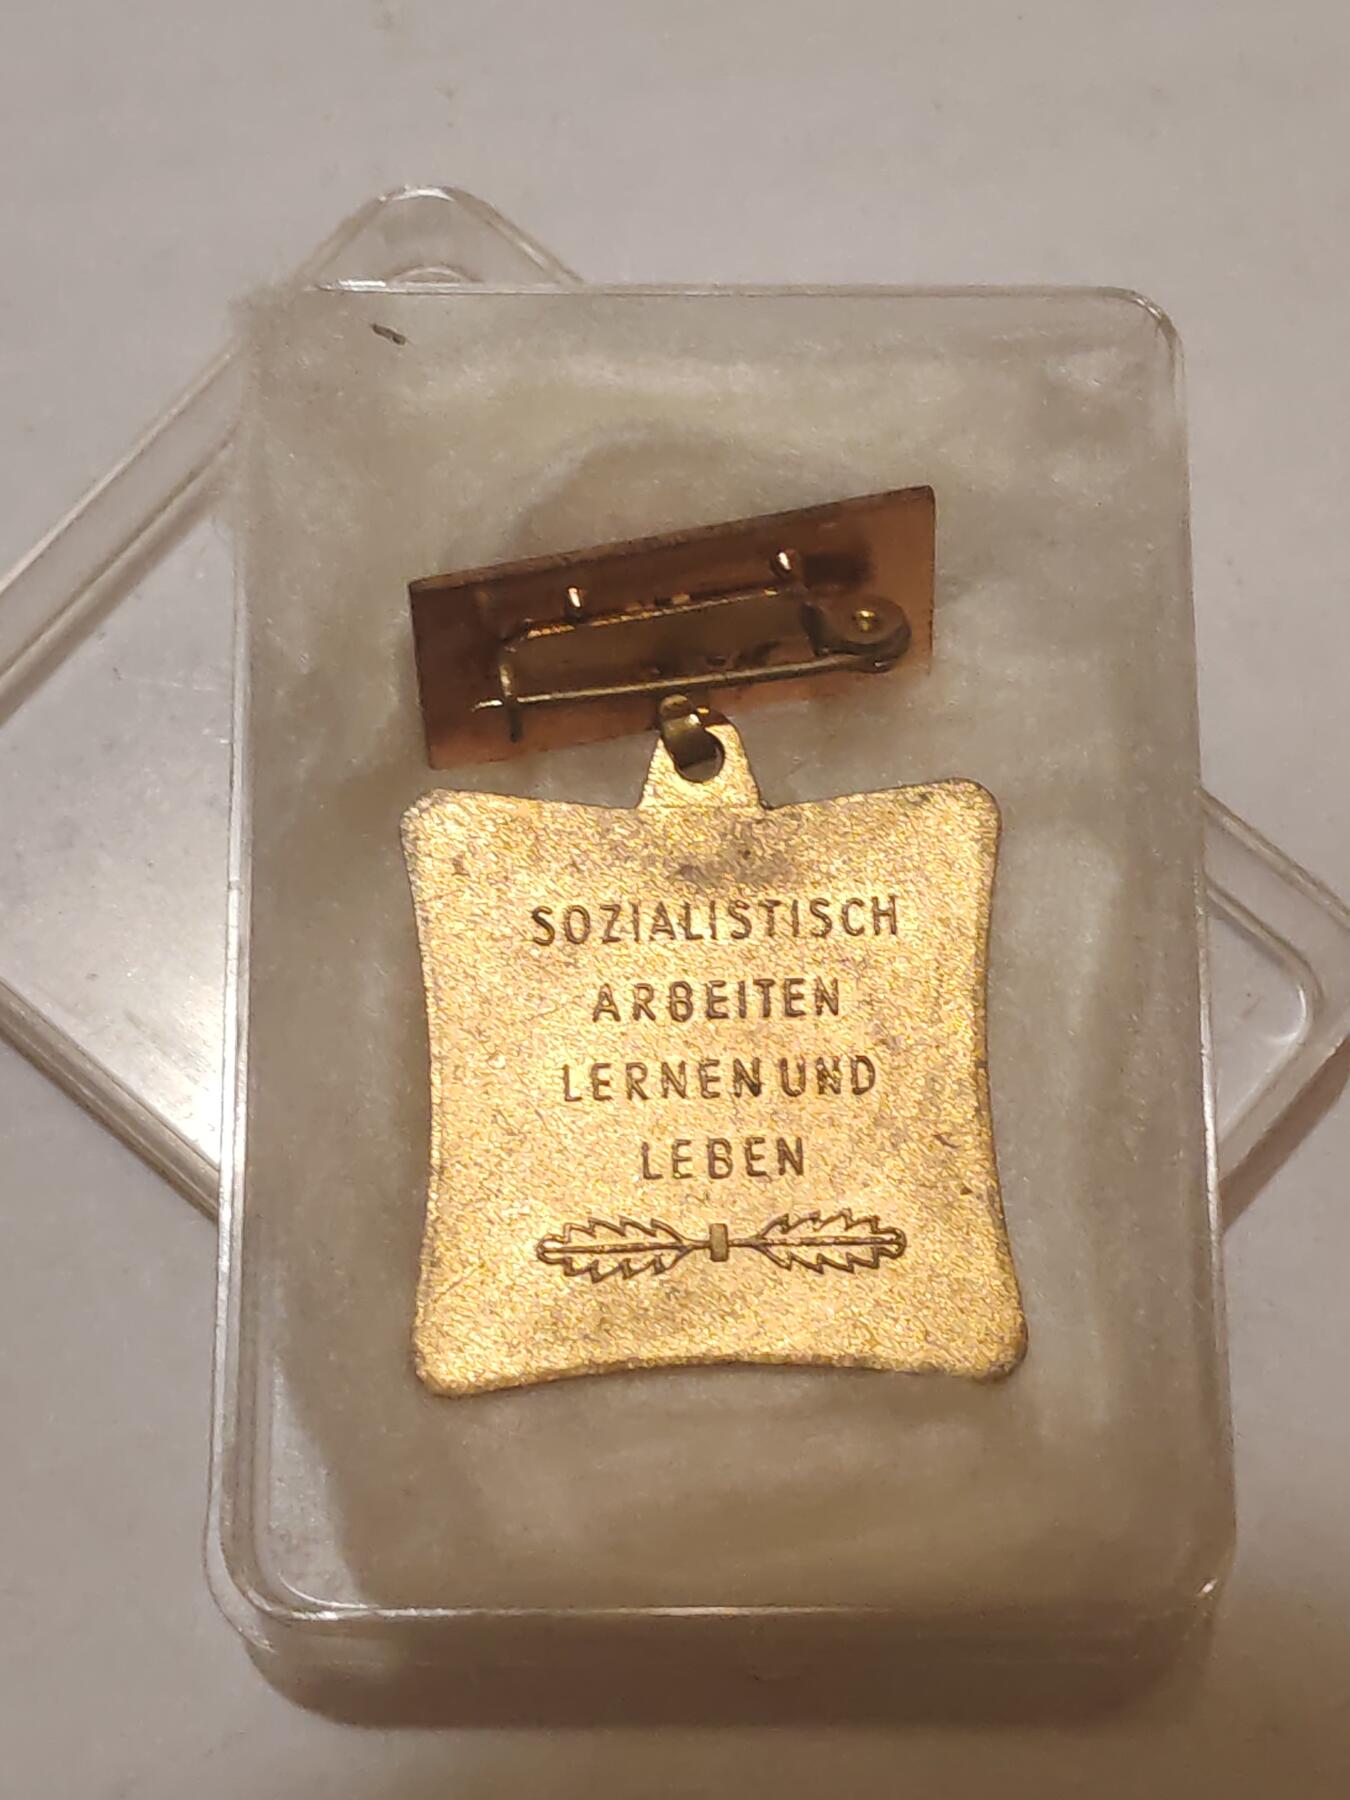 SOZIALISTISCH
ARBEITEN
LERNEN UND
LEBEN